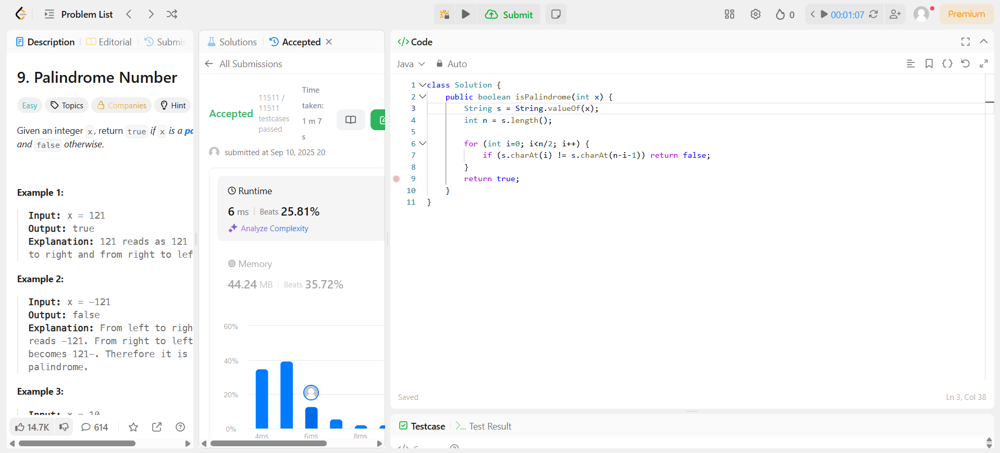 Problem List
Submit
0
00:01:07
Premium
Description
Editorial
Submis
9. Palindrome Number
Easy
Topics
Companies
Hint
Given an integer x, return true if x is a pa
and false otherwise.
Example 1:
Input: x = 121
Output: true
Explanation: 121 reads as 121
to right and from right to lef
Example 2:
Input: x = -121
Output: false
Explanation: From left to righ
reads -121. From right to left
becomes 121-. Therefore it is
palindrome.
Example 3:
Input: x = 10
14.7K
614
Solutions
Accepted
All Submissions
Accepted
11511 /
11511
testcases
passed
Time
taken:
1 m 7
s
submitted at Sep 10, 2025 20:
Runtime
6 ms
Beats 25.81%
Analyze Complexity
Memory
44.24 MB
Beats 35.72%
60%
40%
20%
0%
4ms
6ms
8ms
Code
Java
Auto
1 class Solution {
2 public boolean isPalindrome(int x) {
3 String s = String.valueOf(x);
4 int n = s.length();
5
6 for (int i=0; i<n/2; i++) {
7 if (s.charAt(i) != s.charAt(n-i-1)) return false;
8 }
9 return true;
10 }
11 }
Saved
Ln 3, Col 38
Testcase
Test Result